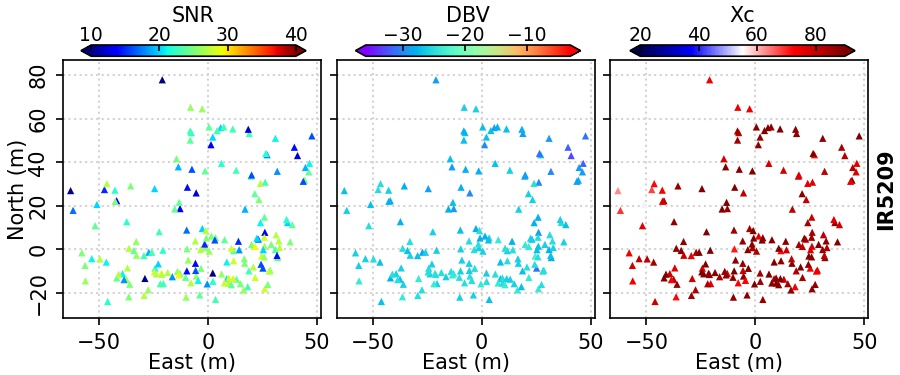 SNR DBV Xc
10 20 30 40 −30 −20 −10 20 40 60 80
80
60
40
20
0
−20
North (m)
IR5209
−50 0 50 −50 0 50 −50 0 50
East (m) East (m) East (m)